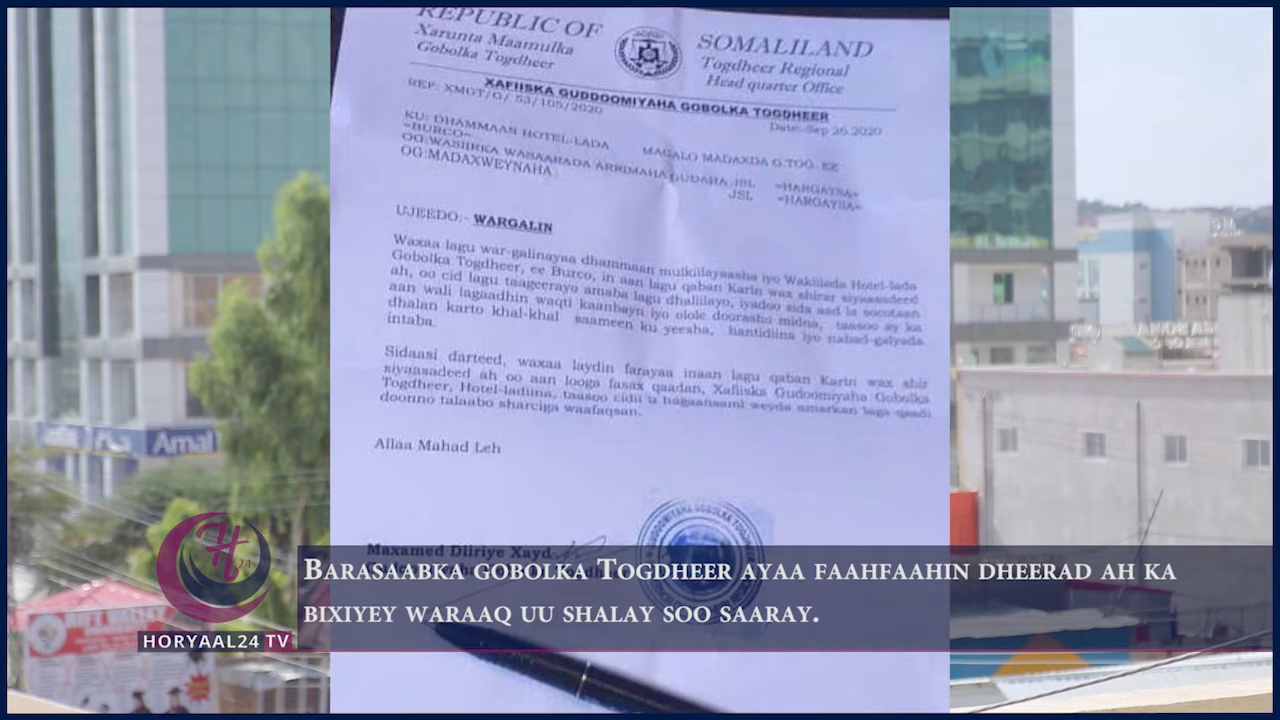 REPUBLIC OF
SOMALILAND
Xarunta Maamulka
Gobolka Togdheer
Togdheer Regional
Head quarter Office
XAFIISKA GUDDOOMIYAHA GOBOLKA TOGDHEER
REF: XMGT/G/ 53/105/2020
Date:-Sep 26 2020
KU: DHAMMAAN HOTEL-LADA MAGALO MADAXDA G.TOG. EE
=BURCO=
OG:WASIIRKA WASAARADA ARRIMAHA GUDAHA JSL =HARGAYSA=
OG:MADAXWEYNAHA JSL =HARGAYSA=
UJEEDO:- WARGALIN
Waxaa lagu war-galinayaa dhammaan mulkiilayaasha iyo Wakiilada Hotel-lada
Gobolka Togdheer, ee Burco, in aan lagu qaban Karin wax shirar siyaasadeed
ah, oo cid lagu taageerayo amaba lagu dhaliilayo, iyadoo sida aad la socotaan
aan wali lagaadhin waqti kaanbayn iyo olole doorasho midna, taasoo ay ka
dhalan karto khal-khal saameen ku yeesha, hantidiina iyo nabad-galyada
intaba.
Sidaasi darteed, waxaa laydin farayaa inaan lagu qaban Karin wax shir
siyaasadeed ah oo aan looga fasax qaadan, Xafiiska Gudoomiyaha Gobolka
Togdheer, Hotel-ladiina, taasoo cidii u hagaansami weyda amarkan laga qaadi
doonno talaabo sharciga waafaqsan.
Allaa Mahad Leh
Maxamed Diiriye Xayd
GUDOOMIYAHA GOBOLKA TOGDHEER
BARASAABKA GOBOLKA TOGDHEER AYAA FAAHFAAHIN DHEERAD AH KA
BIXIYEY WARAAQ UU SHALAY SOO SAARAY.
H24
HORYAAL24 TV
Amal